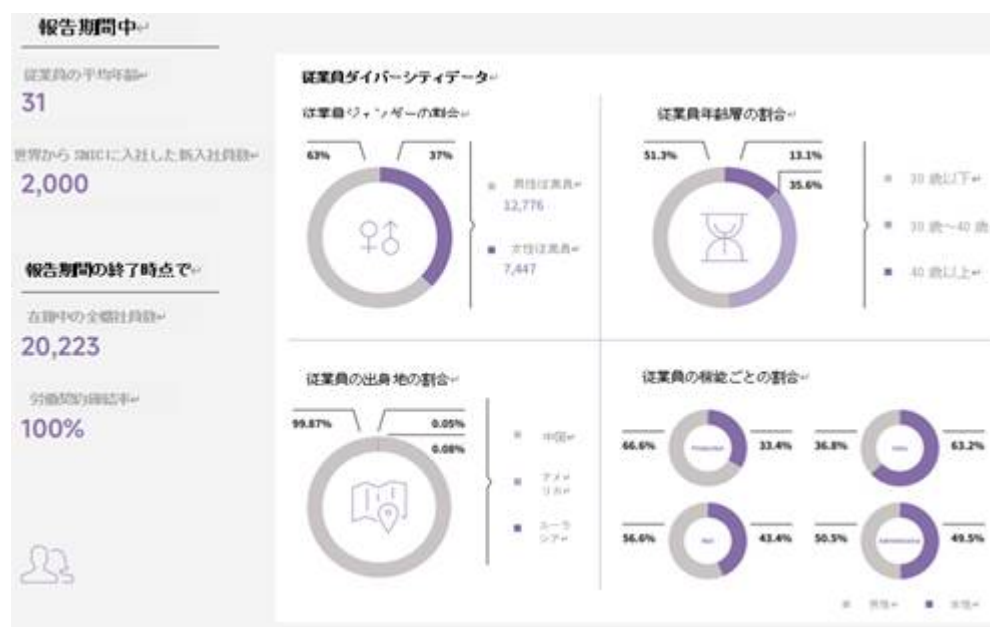 報告期間中
従業員の平均年齢
31
世界から SMICに入社した新入社員数
2,000
報告期間の終了時点で
在籍中の全職社員数
20,223
労働契約締結率
100%
従業員ダイバーシティデータ
従業員ジェンダーの割合
63% 37%
男性従業員
12,776
女性従業員
7,447
従業員年齢層の割合
51.3% 13.1%
35.6%
30 歳以下
30 歳～40 歳
40 歳以上
従業員の出身地の割合
99.87% 0.05%
0.08%
中国
アメ
リカ
ユーラ
シア
従業員の機能ごとの割合
66.6% Production 33.4%
36.8% 63.2%
56.6% R&D 43.4%
50.5% Administrative 49.5%
男性 女性